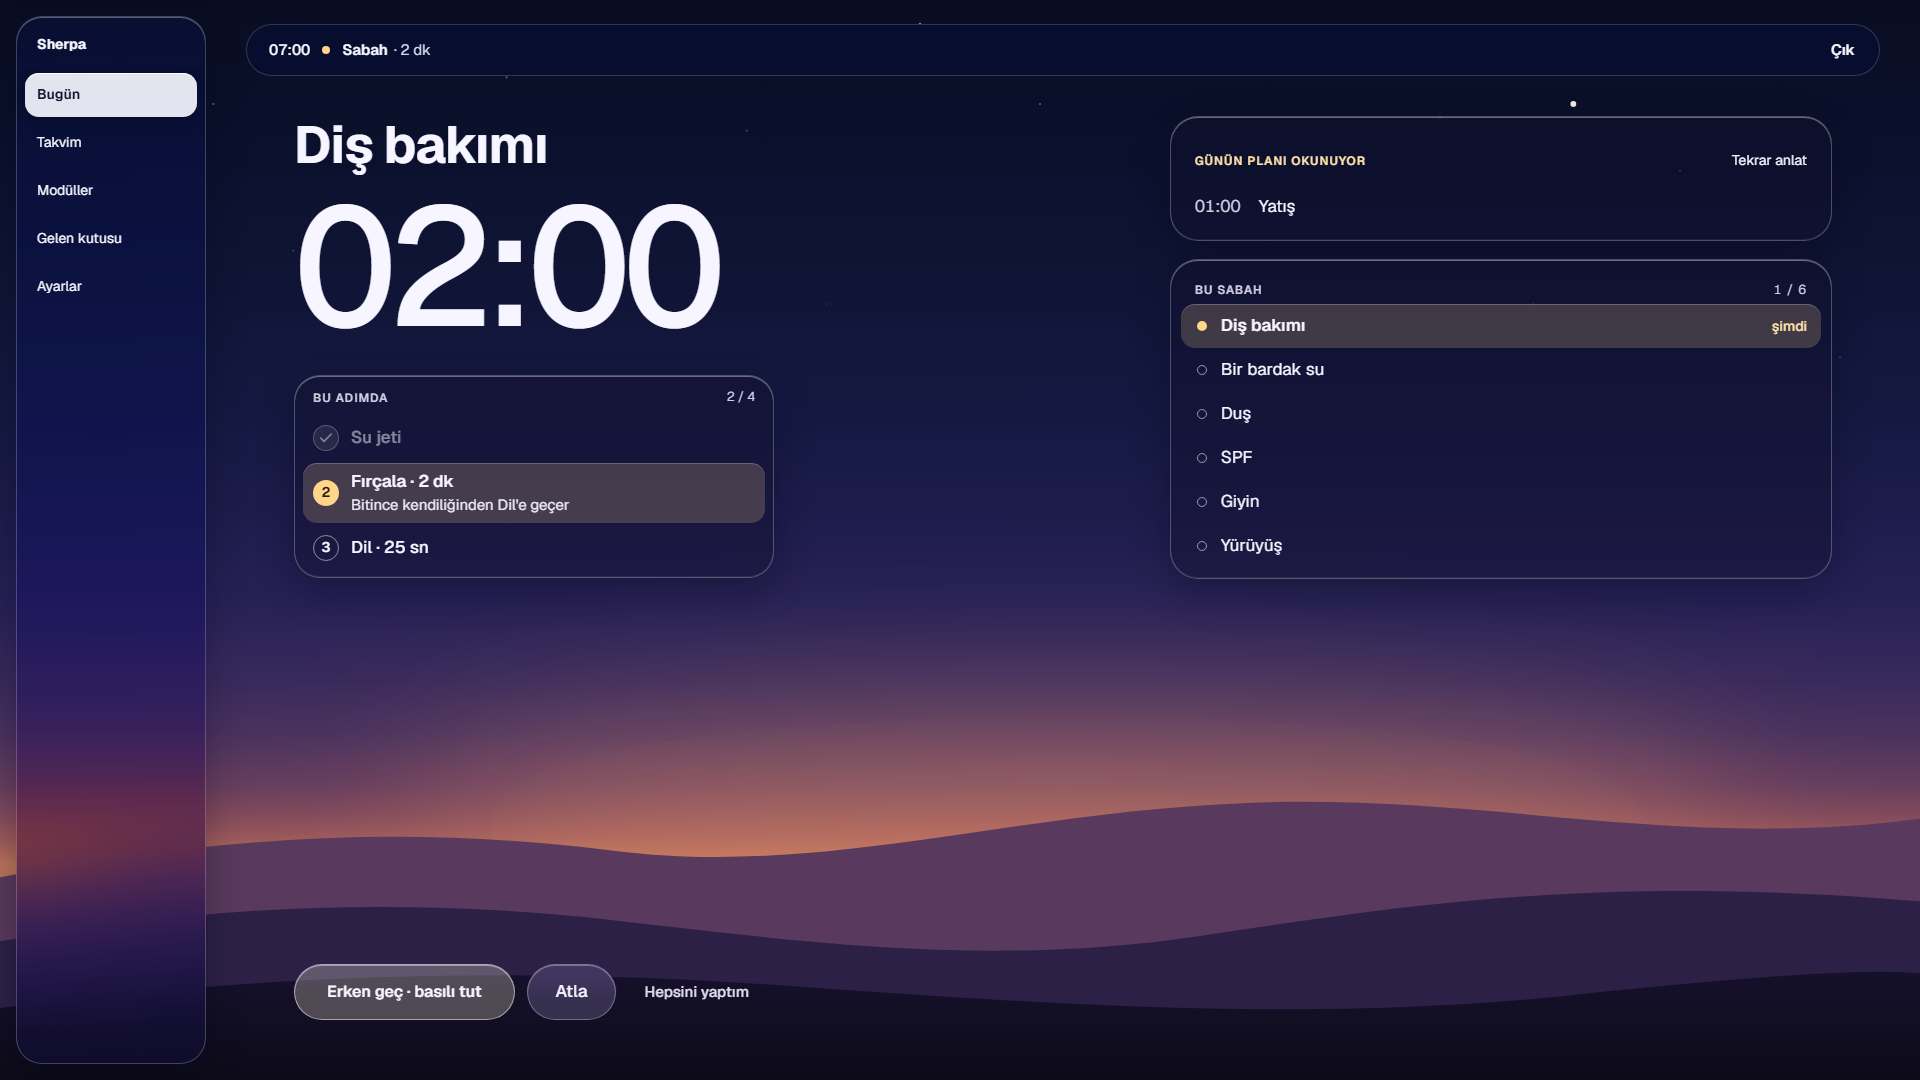 Sherpa
Bugün
Takvim
Modüller
Gelen kutusu
Ayarlar
07:00 Sabah · 2 dk
Çık
Diş bakımı
02:00
BU ADIMDA 2 / 4
Su jeti
2 Fırçala · 2 dk
Bitince kendiliğinden Dil'e geçer
3 Dil · 25 sn
GÜNÜN PLANI OKUNUYOR Tekrar anlat
01:00 Yatış
BU SABAH 1 / 6
Diş bakımı şimdi
Bir bardak su
Duş
SPF
Giyin
Yürüyüş
Erken geç · basılı tut Atla Hepsini yaptım